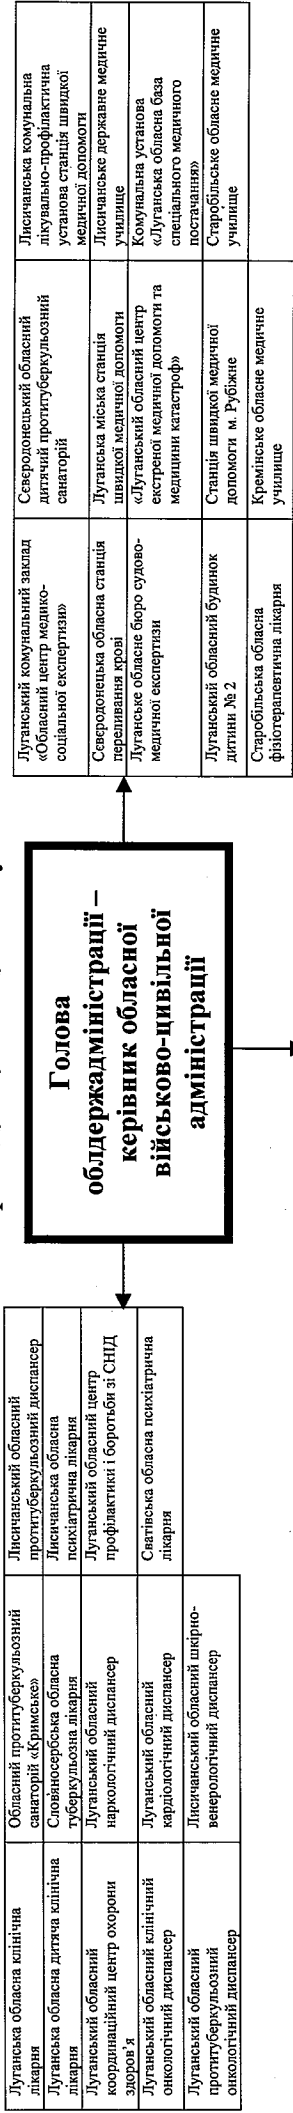 Луганська обласна клінічна
лікарня
Обласний протитуберкульозний
санаторій «Кримське»
Лисичанський обласний
протитуберкульозний диспансер
Луганська обласна дитяча клінічна
лікарня
Слов'яносербська обласна
туберкульозна лікарня
Лисичанська обласна
психіатрична лікарня
Луганський обласний
координаційний центр охорони
здоров'я
Луганський обласний
наркологічний диспансер
Луганський обласний центр
профілактики і боротьби зі СНІД
Луганський обласний клінічний
онкологічний диспансер
Луганський обласний
кардіологічний диспансер
Сватівська обласна психіатрична
лікарня
Луганський обласний
протитуберкульозний
онкологічний диспансер
Лисичанський обласний шкірно-
венерологічний диспансер
Голова
облдержадміністрації –
керівник обласної
військово-цивільної
адміністрації
Луганський комунальний заклад
«Обласний центр медико-
соціальної експертизи»
Сєвєродонецький обласний
дитячий протитуберкульозний
санаторій
Лисичанська комунальна
лікувально-профілактична
установа станція швидкої
медичної допомоги
Сєвєродонецька обласна станція
переливання крові
Луганська міська станція
швидкої медичної допомоги
Лисичанське державне медичне
училище
Луганське обласне бюро судово-
медичної експертизи
«Луганський обласний центр
екстреної медичної допомоги та
медицини катастроф»
Комунальна установа
«Луганська обласна база
спеціального медичного
постачання»
Луганський обласний будинок
дитини № 2
Станція швидкої медичної
допомоги м. Рубіжне
Старобільське обласне медичне
училище
Старобільська обласна
фізіотерапевтична лікарня
Кремінське обласне медичне
училище